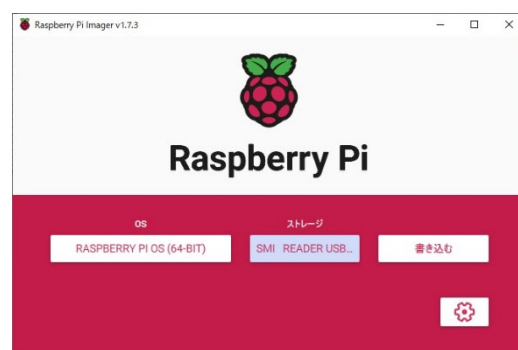 Raspberry Pi Imager v1.7.3
Raspberry Pi
OS
ストレージ
RASPBERRY PI OS (64-BIT)
SMI READER USB...
書き込む